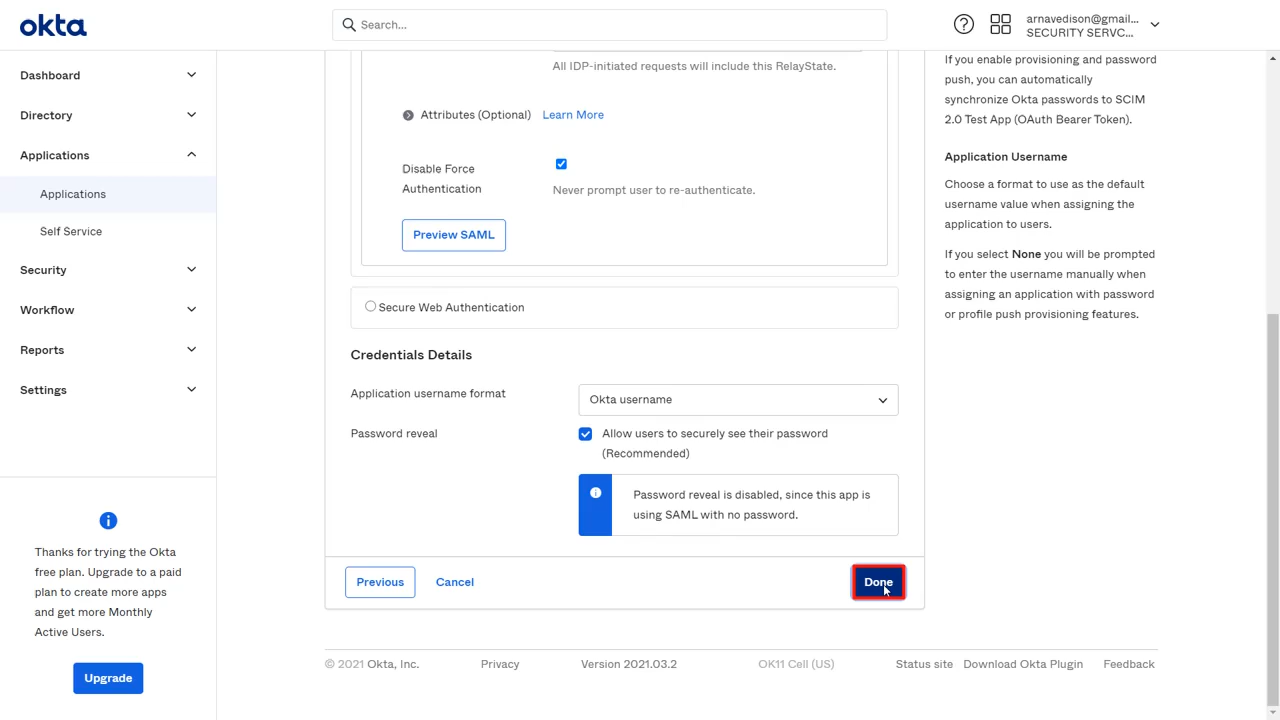 okta
Search...
arnavedison@gmail...
SECURITY SERVC...
Dashboard
Directory
Applications
Applications
Self Service
Security
Workflow
Reports
Settings
Thanks for trying the Okta
free plan. Upgrade to a paid
plan to create more apps
and get more Monthly
Active Users.
Upgrade
All IDP-initiated requests will include this RelayState.
Attributes (Optional) Learn More
Disable Force
Authentication
Never prompt user to re-authenticate.
Preview SAML
Secure Web Authentication
Credentials Details
Application username format
Okta username
Password reveal
Allow users to securely see their password
(Recommended)
Password reveal is disabled, since this app is
using SAML with no password.
Previous
Cancel
Done
If you enable provisioning and password
push, you can automatically
synchronize Okta passwords to SCIM
2.0 Test App (OAuth Bearer Token).
Application Username
Choose a format to use as the default
username value when assigning the
application to users.
If you select None you will be prompted
to enter the username manually when
assigning an application with password
or profile push provisioning features.
© 2021 Okta, Inc. Privacy Version 2021.03.2 OK11 Cell (US) Status site Download Okta Plugin Feedback